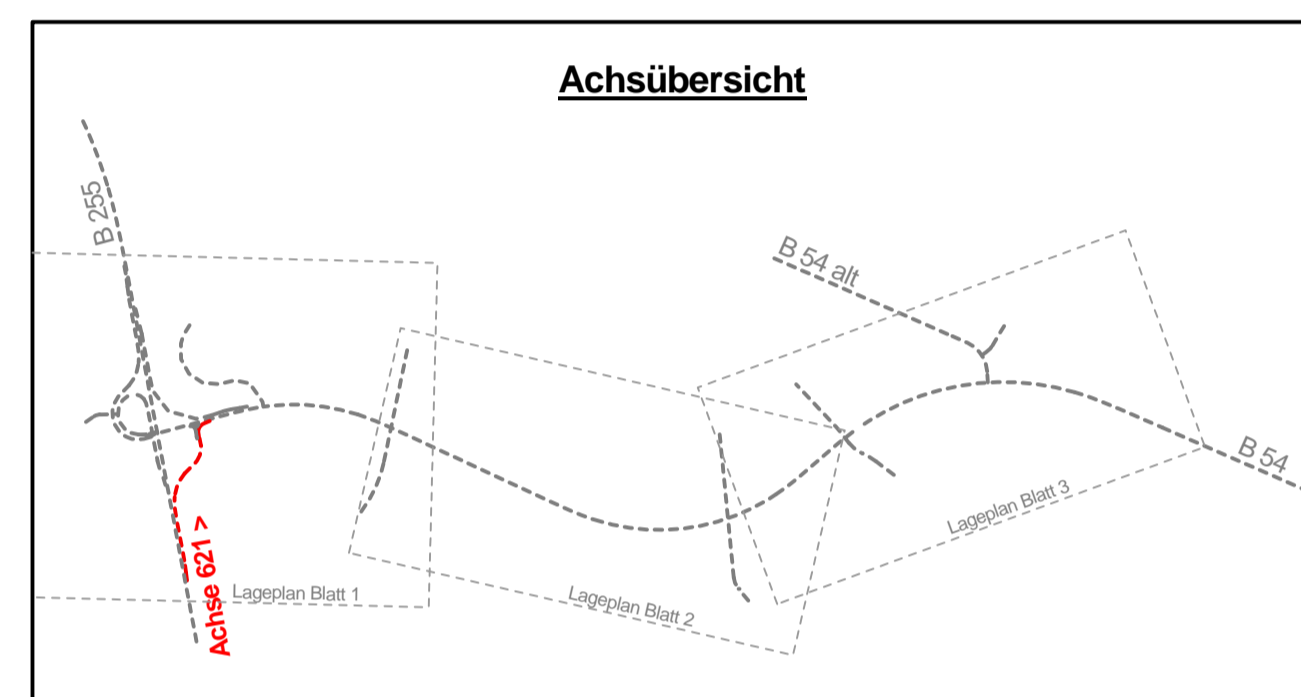 Achsübersicht
B 255
B 54 alt
B 54
Lageplan Blatt 3
Achse 621 >
Lageplan Blatt 1
Lageplan Blatt 2